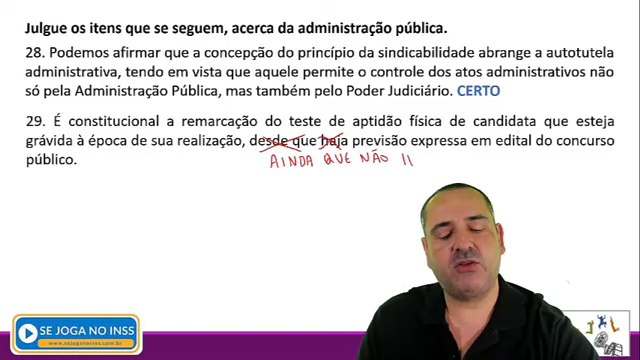 Julgue os itens que se seguem, acerca da administração pública.
28. Podemos afirmar que a concepção do princípio da sindicabilidade abrange a autotutela
administrativa, tendo em vista que aquele permite o controle dos atos administrativos não
só pela Administração Pública, mas também pelo Poder Judiciário. CERTO
29. É constitucional a remarcação do teste de aptidão física de candidata que esteja
grávida à época de sua realização, desde que haja previsão expressa em edital do concurso
AINDA QUE NÃO
público.
SE JOGA NO INSS
www.sejoganoinss.com.br